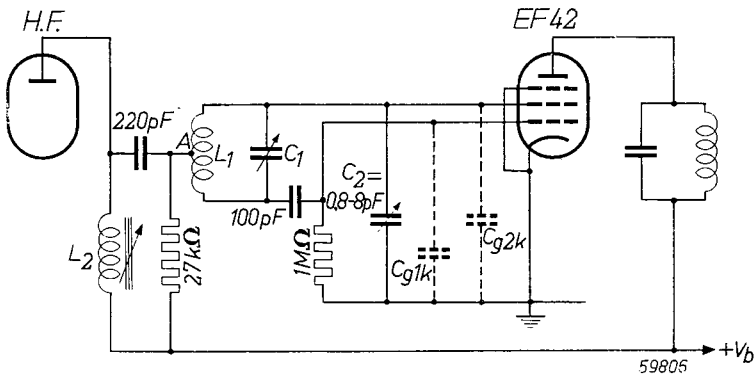 H.F.
EF42
220pF
A
L1
C1
C2=
0,8-8pF
100pF
L2
27kΩ
1MΩ
Cg1k
Cg2k
+Vb
59806